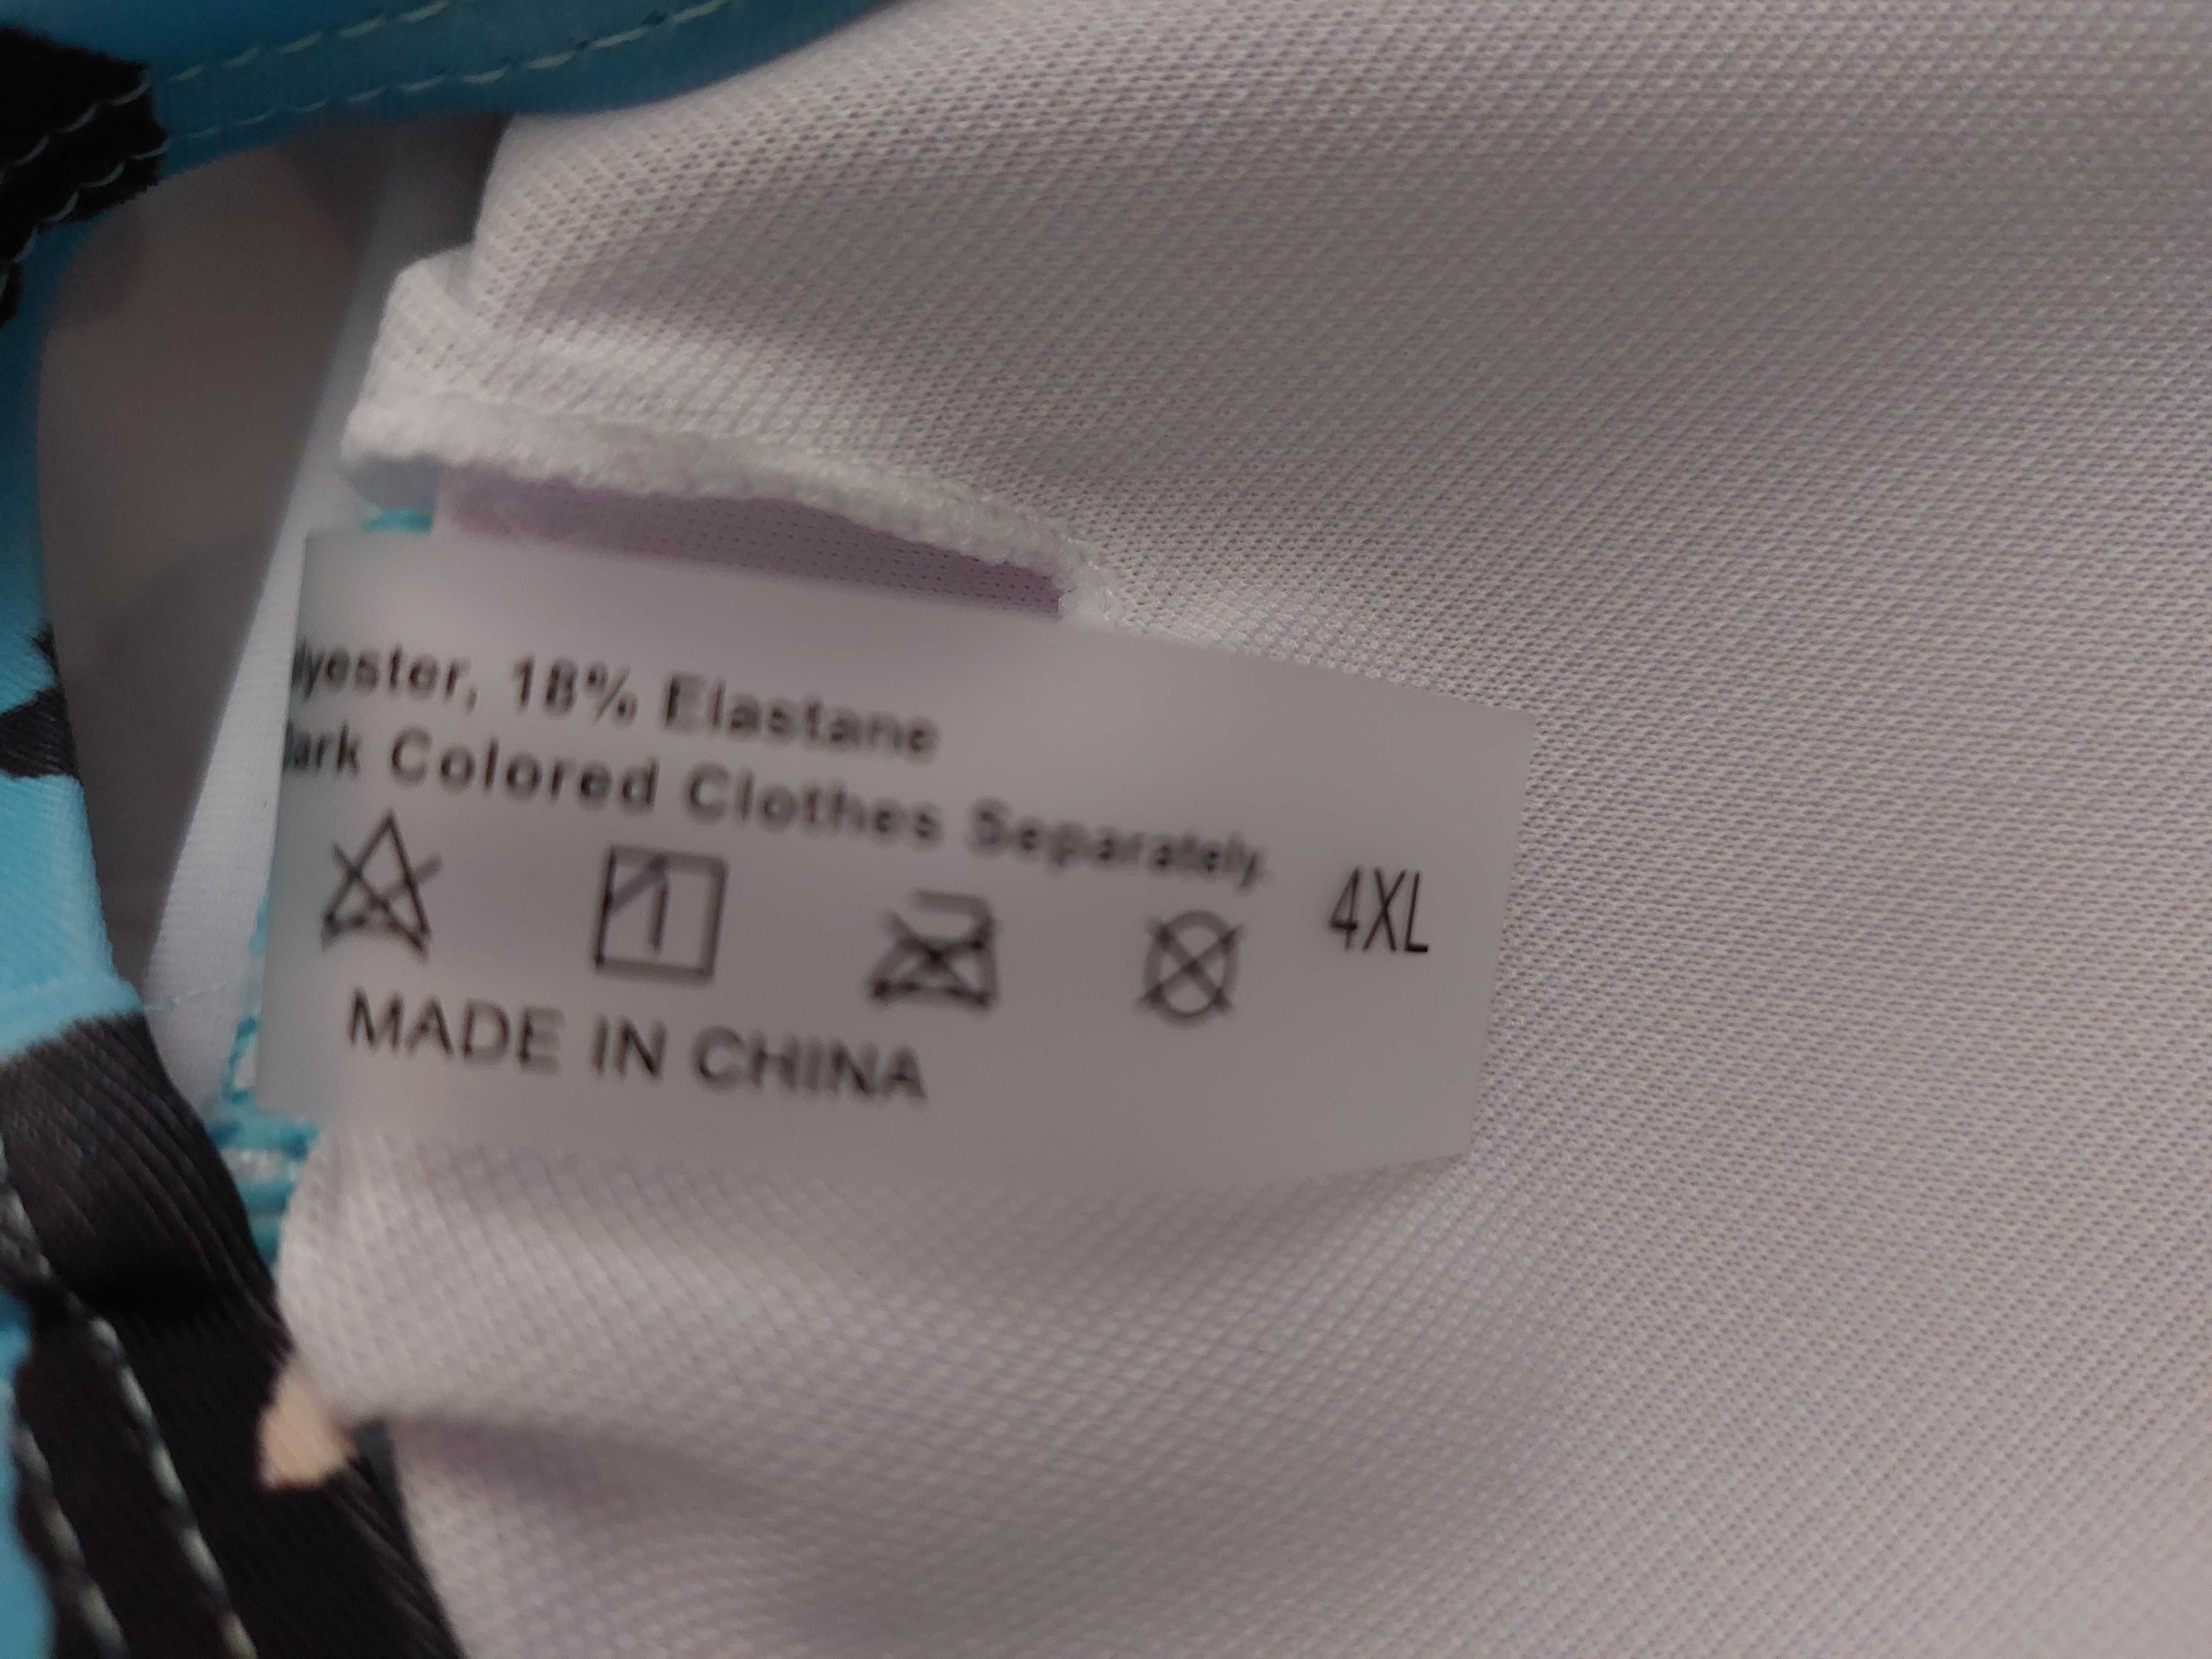 lyester, 18% Elastane
ark Colored Clothes Separately.
4XL
MADE IN CHINA